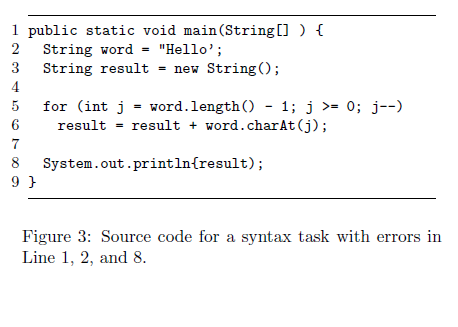 1 public static void main(String[] ) {
2 String word = "Hello’;
3 String result = new String();
4
5 for (int j = word.length() - 1; j >= 0; j--)
6 result = result + word.charAt(j);
7
8 System.out.println{result);
9 }
Figure 3: Source code for a syntax task with errors in
Line 1, 2, and 8.